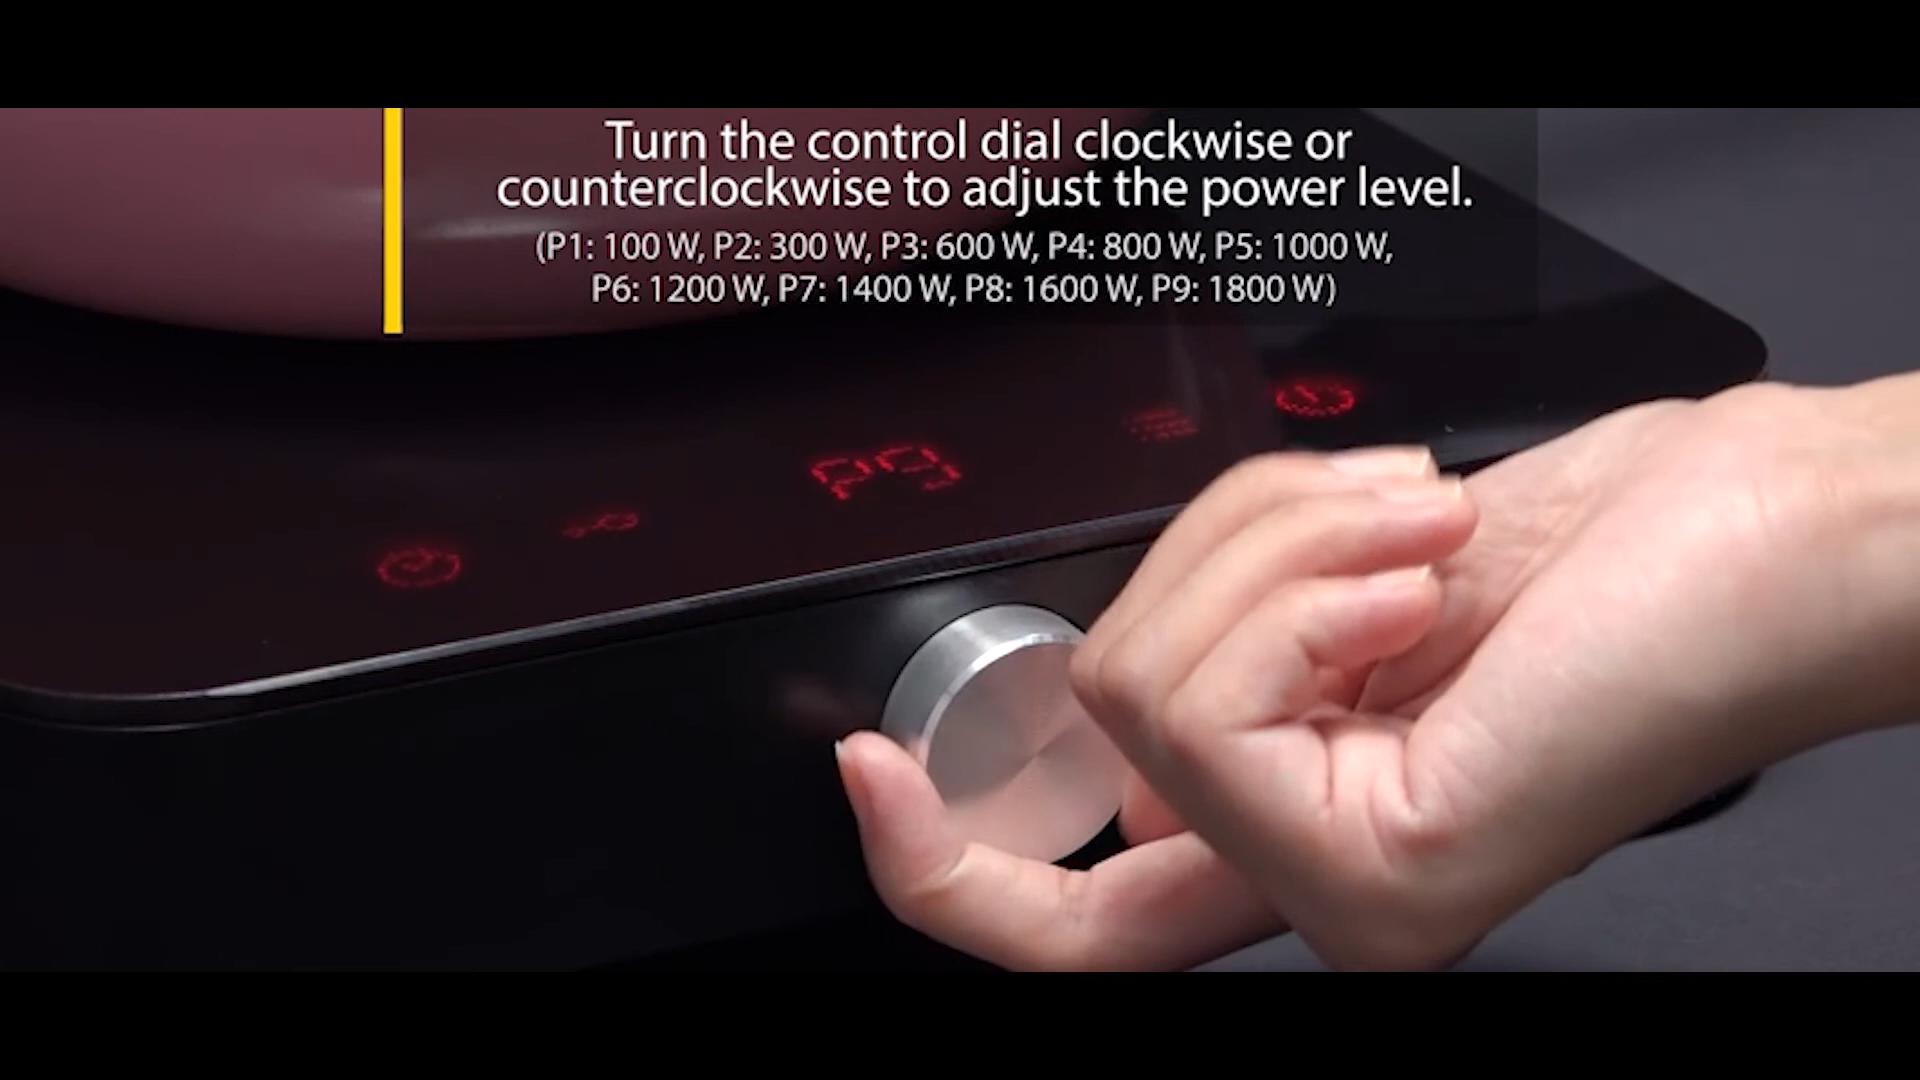 Turn the control dial clockwise or
counterclockwise to adjust the power level.
(P1: 100 W, P2: 300 W, P3: 600 W, P4: 800 W, P5: 1000 W,
P6: 1200 W, P7: 1400 W, P8: 1600 W, P9: 1800 W)
P9